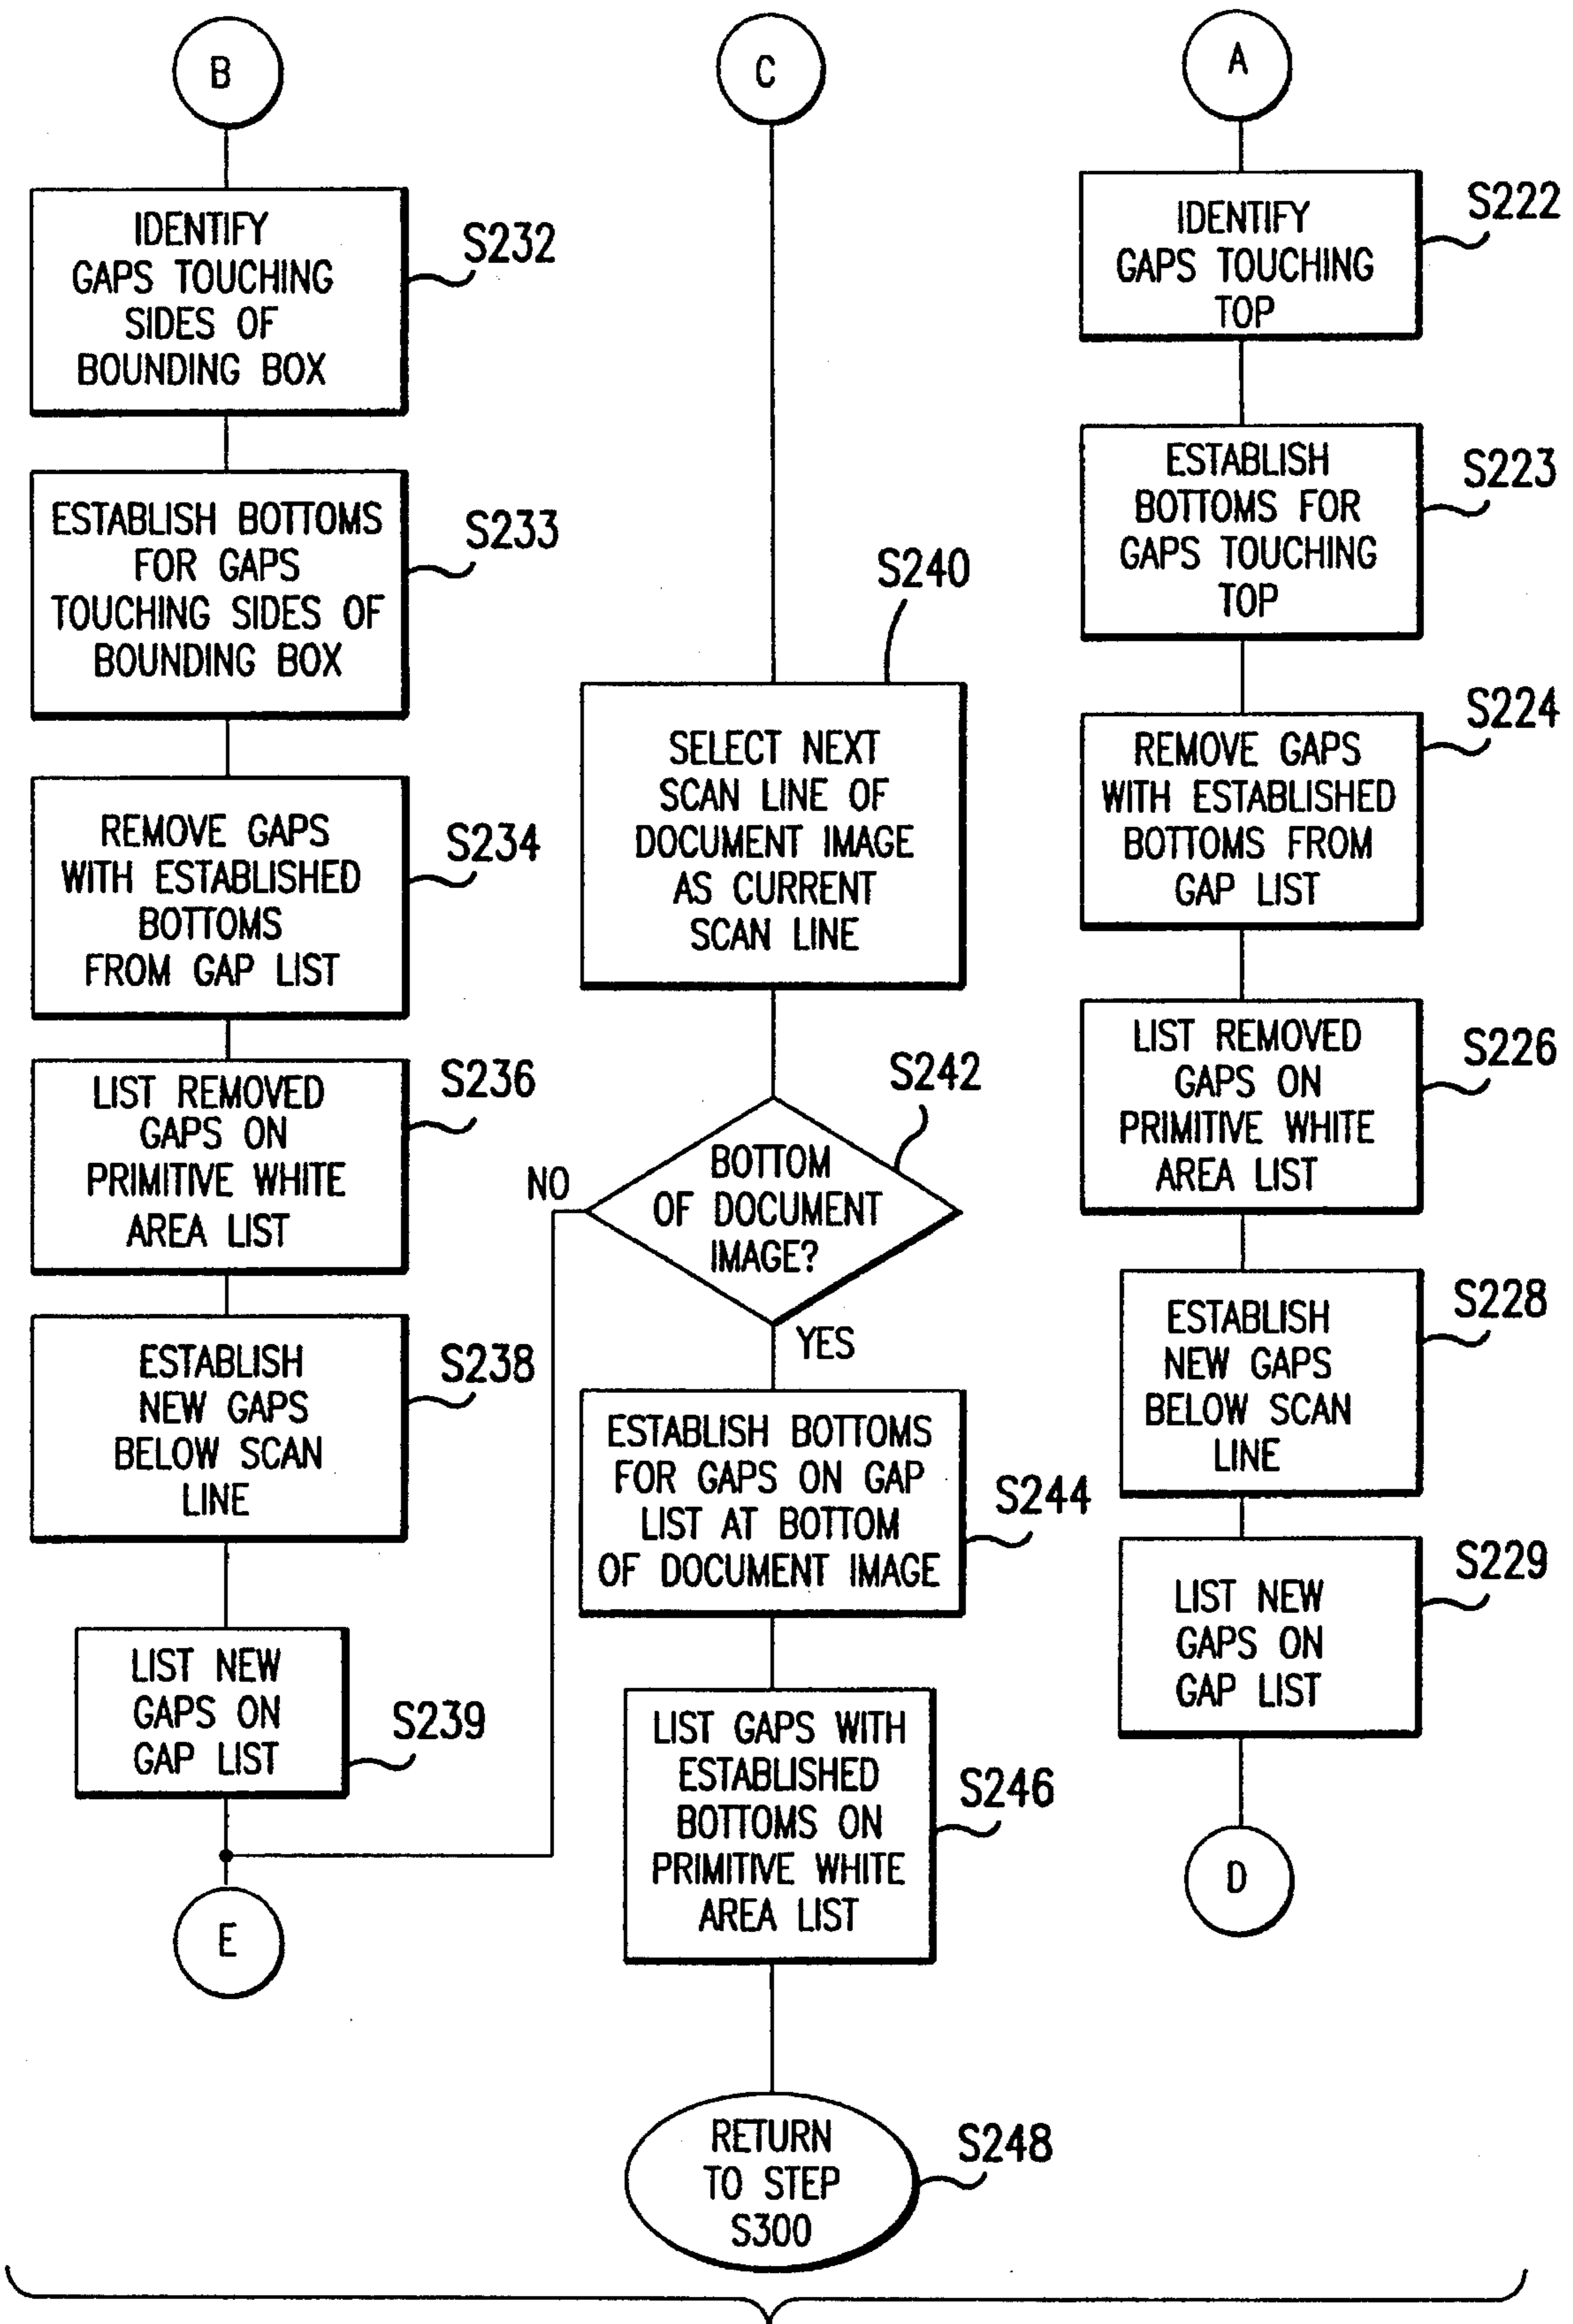 B
IDENTIFY
GAPS TOUCHING
SIDES OF
BOUNDING BOX
S232
ESTABLISH BOTTOMS
FOR GAPS
TOUCHING SIDES OF
BOUNDING BOX
S233
REMOVE GAPS
WITH ESTABLISHED
BOTTOMS
FROM GAP LIST
S234
LIST REMOVED
GAPS ON
PRIMITIVE WHITE
AREA LIST
S236
ESTABLISH
NEW GAPS
BELOW SCAN
LINE
S238
LIST NEW
GAPS ON
GAP LIST
S239
E
C
S240
SELECT NEXT
SCAN LINE OF
DOCUMENT IMAGE
AS CURRENT
SCAN LINE
S242
BOTTOM
OF DOCUMENT
IMAGE?
NO
YES
ESTABLISH BOTTOMS
FOR GAPS ON GAP
LIST AT BOTTOM
OF DOCUMENT IMAGE
S244
LIST GAPS WITH
ESTABLISHED
BOTTOMS ON
PRIMITIVE WHITE
AREA LIST
S246
RETURN
TO STEP
S300
S248
A
IDENTIFY
GAPS TOUCHING
TOP
S222
ESTABLISH
BOTTOMS FOR
GAPS TOUCHING
TOP
S223
REMOVE GAPS
WITH ESTABLISHED
BOTTOMS FROM
GAP LIST
S224
LIST REMOVED
GAPS ON
PRIMITIVE WHITE
AREA LIST
S226
ESTABLISH
NEW GAPS
BELOW SCAN
LINE
S228
LIST NEW
GAPS ON
GAP LIST
S229
D